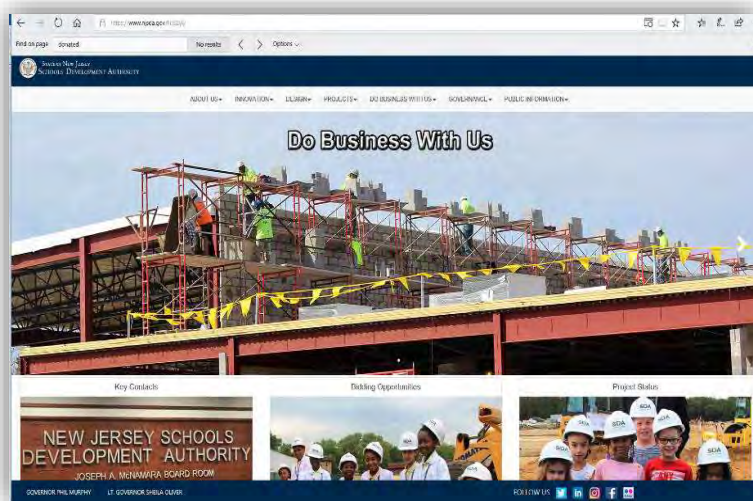 www.njsda.gov
Find on page donated No results Options
STATE OF NEW JERSEY
SCHOOLS DEVELOPMENT AUTHORITY
ABOUT US INNOVATION DESIGN PROJECTS DO BUSINESS WITH US GOVERNANCE PUBLIC INFORMATION
Do Business With Us
Key Contacts Bidding Opportunities Project Status
NEW JERSEY SCHOOLS
DEVELOPMENT AUTHORITY
JOSEPH A. McNAMARA BOARD ROOM
SDA SDA
GOVERNOR PHIL MURPHY LT. GOVERNOR SHEILA OLIVER FOLLOW US